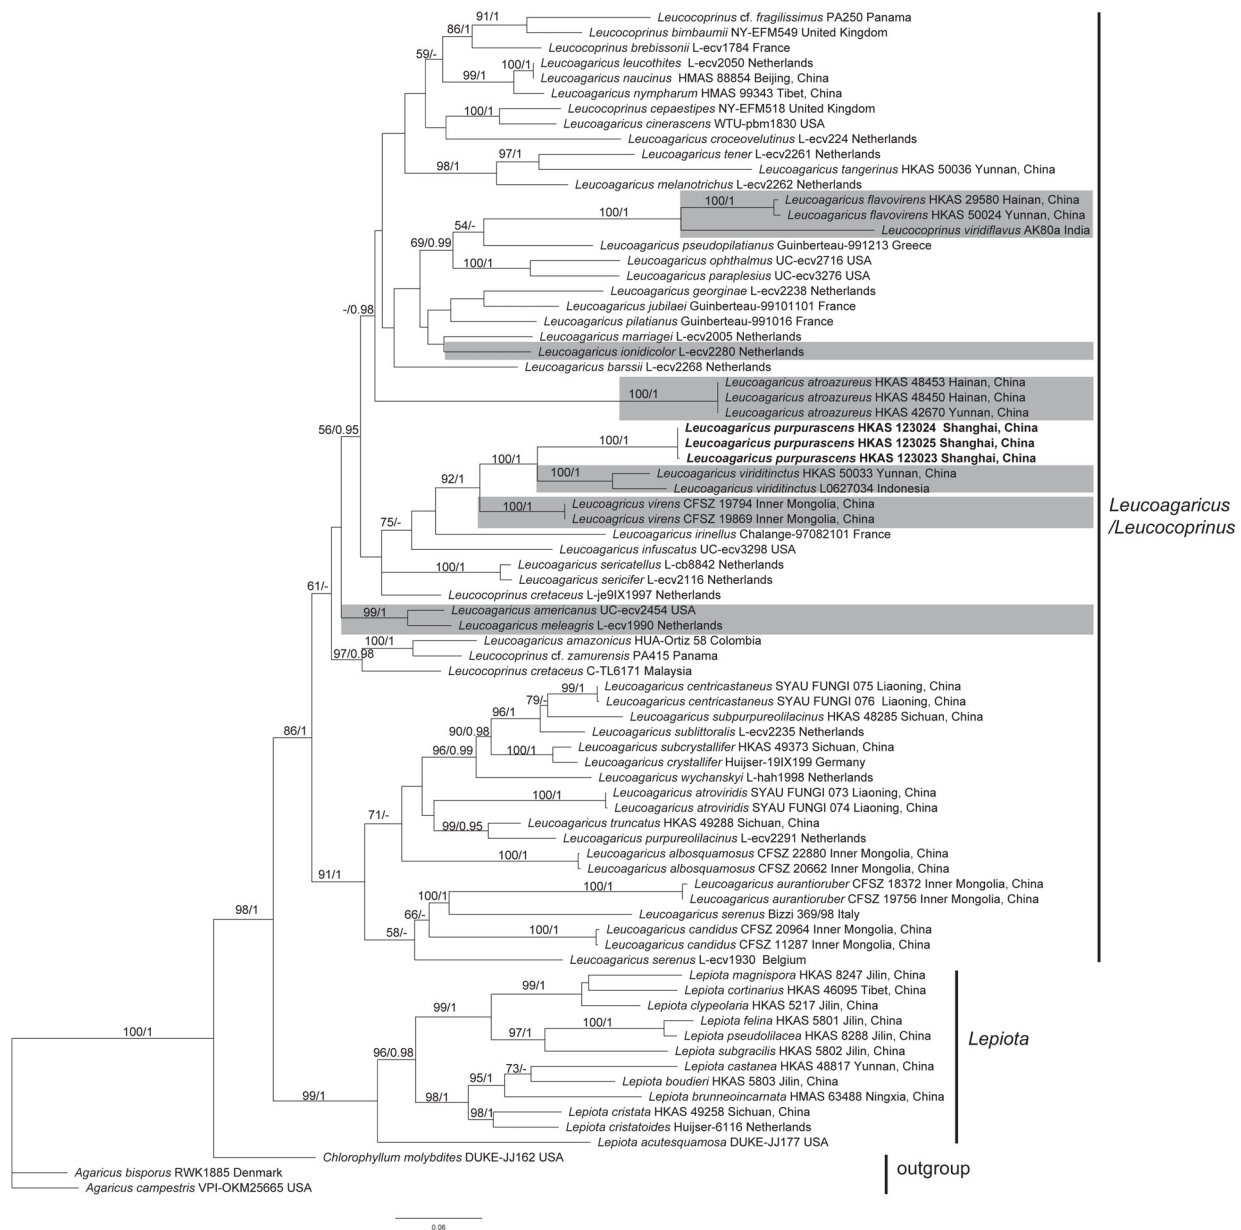 91/1
Leucocoprinus cf. fragilissimus PA250 Panama
86/1
Leucocoprinus birnbaumii NY-EFM549 United Kingdom
Leucocoprinus brebissonii L-ecv1784 France
59/-
100/1
Leucoagaricus leucothites L-ecv2050 Netherlands
99/1
Leucoagaricus naucinus HMAS 88854 Beijing, China
Leucoagaricus nympharum HMAS 99343 Tibet, China
100/1
Leucocoprinus cepaestipes NY-EFM518 United Kingdom
Leucoagaricus cinerascens WTU-pbm1830 USA
Leucoagaricus croceovelutinus L-ecv224 Netherlands
97/1
Leucoagaricus tener L-ecv2261 Netherlands
98/1
Leucoagaricus tangerinus HKAS 50036 Yunnan, China
Leucoagaricus melanotrichus L-ecv2262 Netherlands
100/1
Leucoagaricus flavovirens HKAS 29580 Hainan, China
100/1
Leucoagaricus flavovirens HKAS 50024 Yunnan, China
54/-
Leucocoprinus viridiflavus AK80a India
69/0.99
Leucoagaricus pseudopilatianus Guinberteau-991213 Greece
100/1
Leucoagaricus ophthalmus UC-ecv2716 USA
Leucoagaricus paraplesius UC-ecv3276 USA
Leucoagaricus georginae L-ecv2238 Netherlands
-/0.98
Leucoagaricus jubilaei Guinberteau-99101101 France
Leucoagaricus pilatianus Guinberteau-991016 France
Leucoagaricus marriagei L-ecv2005 Netherlands
Leucoagaricus ionidicolor L-ecv2280 Netherlands
Leucoagaricus barssii L-ecv2268 Netherlands
Leucoagaricus atroazureus HKAS 48453 Hainan, China
100/1
Leucoagaricus atroazureus HKAS 48450 Hainan, China
Leucoagaricus atroazureus HKAS 42670 Yunnan, China
56/0.95
Leucoagaricus purpurascens HKAS 123024 Shanghai, China
100/1
Leucoagaricus purpurascens HKAS 123025 Shanghai, China
100/1
Leucoagaricus purpurascens HKAS 123023 Shanghai, China
100/1
Leucoagaricus viriditinctus HKAS 50033 Yunnan, China
92/1
Leucoagaricus viriditinctus L0627034 Indonesia
100/1
Leucoagricus virens CFSZ 19794 Inner Mongolia, China
Leucoagricus virens CFSZ 19869 Inner Mongolia, China
Leucoagaricus
/Leucocoprinus
75/-
Leucoagaricus irinellus Chalange-97082101 France
Leucoagaricus infuscatus UC-ecv3298 USA
100/1
Leucoagaricus sericatellus L-cb8842 Netherlands
Leucoagaricus sericifer L-ecv2116 Netherlands
61/-
Leucocoprinus cretaceus L-je9IX1997 Netherlands
99/1
Leucoagaricus americanus UC-ecv2454 USA
Leucoagaricus meleagris L-ecv1990 Netherlands
100/1
Leucoagaricus amazonicus HUA-Ortiz 58 Colombia
97/0.98
Leucocoprinus cf. zamurensis PA415 Panama
Leucocoprinus cretaceus C-TL6171 Malaysia
99/1
Leucoagaricus centricastaneus SYAU FUNGI 075 Liaoning, China
79/-
Leucoagaricus centricastaneus SYAU FUNGI 076 Liaoning, China
96/1
Leucoagaricus subpurpureolilacinus HKAS 48285 Sichuan, China
86/1
90/0.98
Leucoagaricus sublittoralis L-ecv2235 Netherlands
96/0.99
100/1
Leucoagaricus subcrystallifer HKAS 49373 Sichuan, China
Leucoagaricus crystallifer Huijser-19IX199 Germany
Leucoagaricus wychanskyi L-hah1998 Netherlands
100/1
Leucoagaricus atroviridis SYAU FUNGI 073 Liaoning, China
Leucoagaricus atroviridis SYAU FUNGI 074 Liaoning, China
71/-
99/0.95
Leucoagaricus truncatus HKAS 49288 Sichuan, China
Leucoagaricus purpureolilacinus L-ecv2291 Netherlands
100/1
Leucoagaricus albosquamosus CFSZ 22880 Inner Mongolia, China
Leucoagaricus albosquamosus CFSZ 20662 Inner Mongolia, China
91/1
100/1
Leucoagaricus aurantioruber CFSZ 18372 Inner Mongolia, China
100/1
Leucoagaricus aurantioruber CFSZ 19756 Inner Mongolia, China
98/1
66/-
Leucoagaricus serenus Bizzi 369/98 Italy
58/-
100/1
Leucoagaricus candidus CFSZ 20964 Inner Mongolia, China
Leucoagaricus candidus CFSZ 11287 Inner Mongolia, China
Leucoagaricus serenus L-ecv1930 Belgium
Lepiota magnispora HKAS 8247 Jilin, China
99/1
Lepiota cortinarius HKAS 46095 Tibet, China
99/1
Lepiota clypeolaria HKAS 5217 Jilin, China
100/1
Lepiota felina HKAS 5801 Jilin, China
100/1
97/1
Lepiota pseudolilacea HKAS 8288 Jilin, China
Lepiota
96/0.98
Lepiota subgracilis HKAS 5802 Jilin, China
73/-
Lepiota castanea HKAS 48817 Yunnan, China
95/1
Lepiota boudieri HKAS 5803 Jilin, China
99/1
98/1
Lepiota brunneoincarnata HMAS 63488 Ningxia, China
98/1
Lepiota cristata HKAS 49258 Sichuan, China
Lepiota cristatoides Huijser-6116 Netherlands
Lepiota acutesquamosa DUKE-JJ177 USA
Chlorophyllum molybdites DUKE-JJ162 USA
outgroup
Agaricus bisporus RWK1885 Denmark
Agaricus campestris VPI-OKM25665 USA
0.06